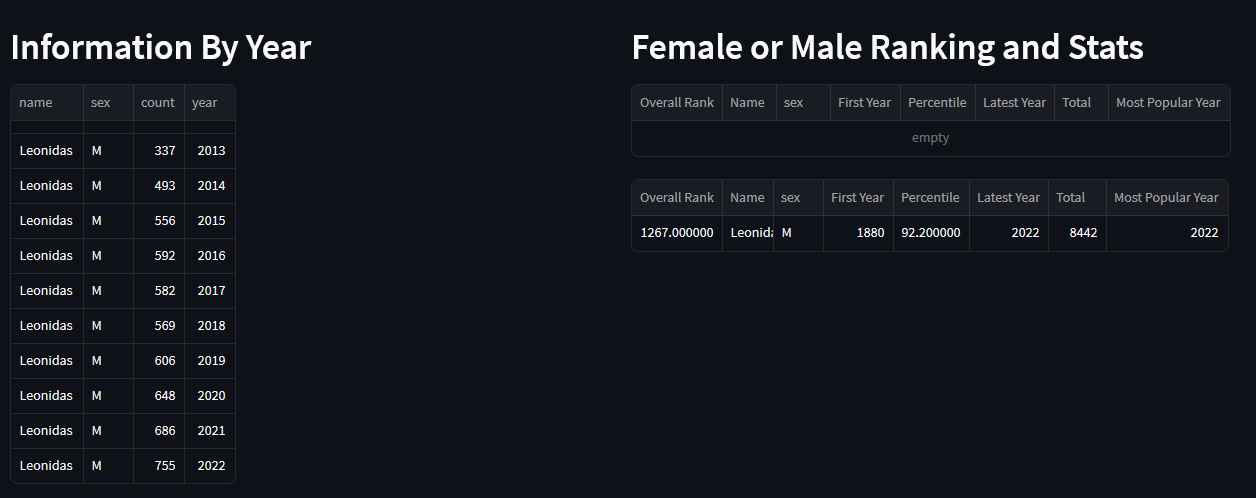 Information By Year
name sex count year
Leonidas M 337 2013
Leonidas M 493 2014
Leonidas M 556 2015
Leonidas M 592 2016
Leonidas M 582 2017
Leonidas M 569 2018
Leonidas M 606 2019
Leonidas M 648 2020
Leonidas M 686 2021
Leonidas M 755 2022
Female or Male Ranking and Stats
Overall Rank Name sex First Year Percentile Latest Year Total Most Popular Year
empty
Overall Rank Name sex First Year Percentile Latest Year Total Most Popular Year
1267.000000 Leonida M 1880 92.200000 2022 8442 2022